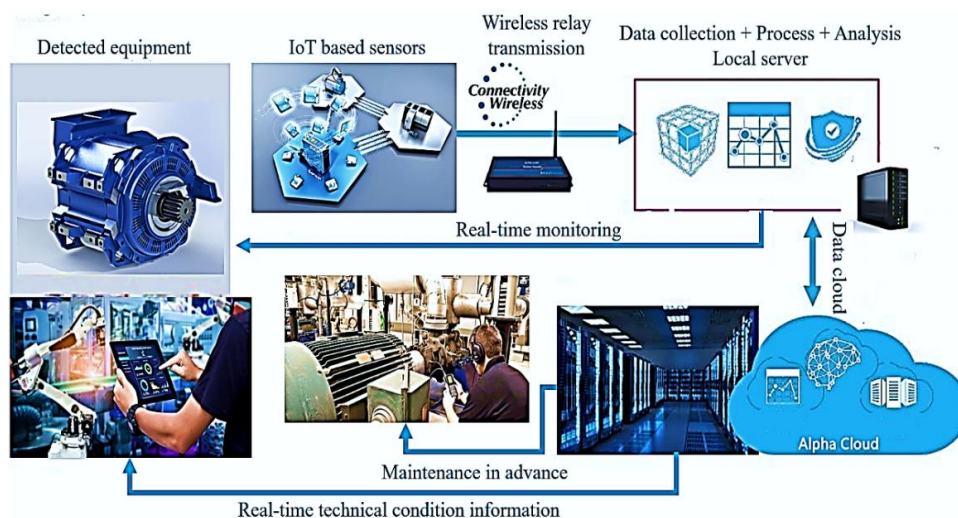 Detected equipment
IoT based sensors
Wireless relay
transmission
Data collection + Process + Analysis
Local server
Connectivity
Wireless
Real-time monitoring
Data cloud
Alpha Cloud
Maintenance in advance
Real-time technical condition information